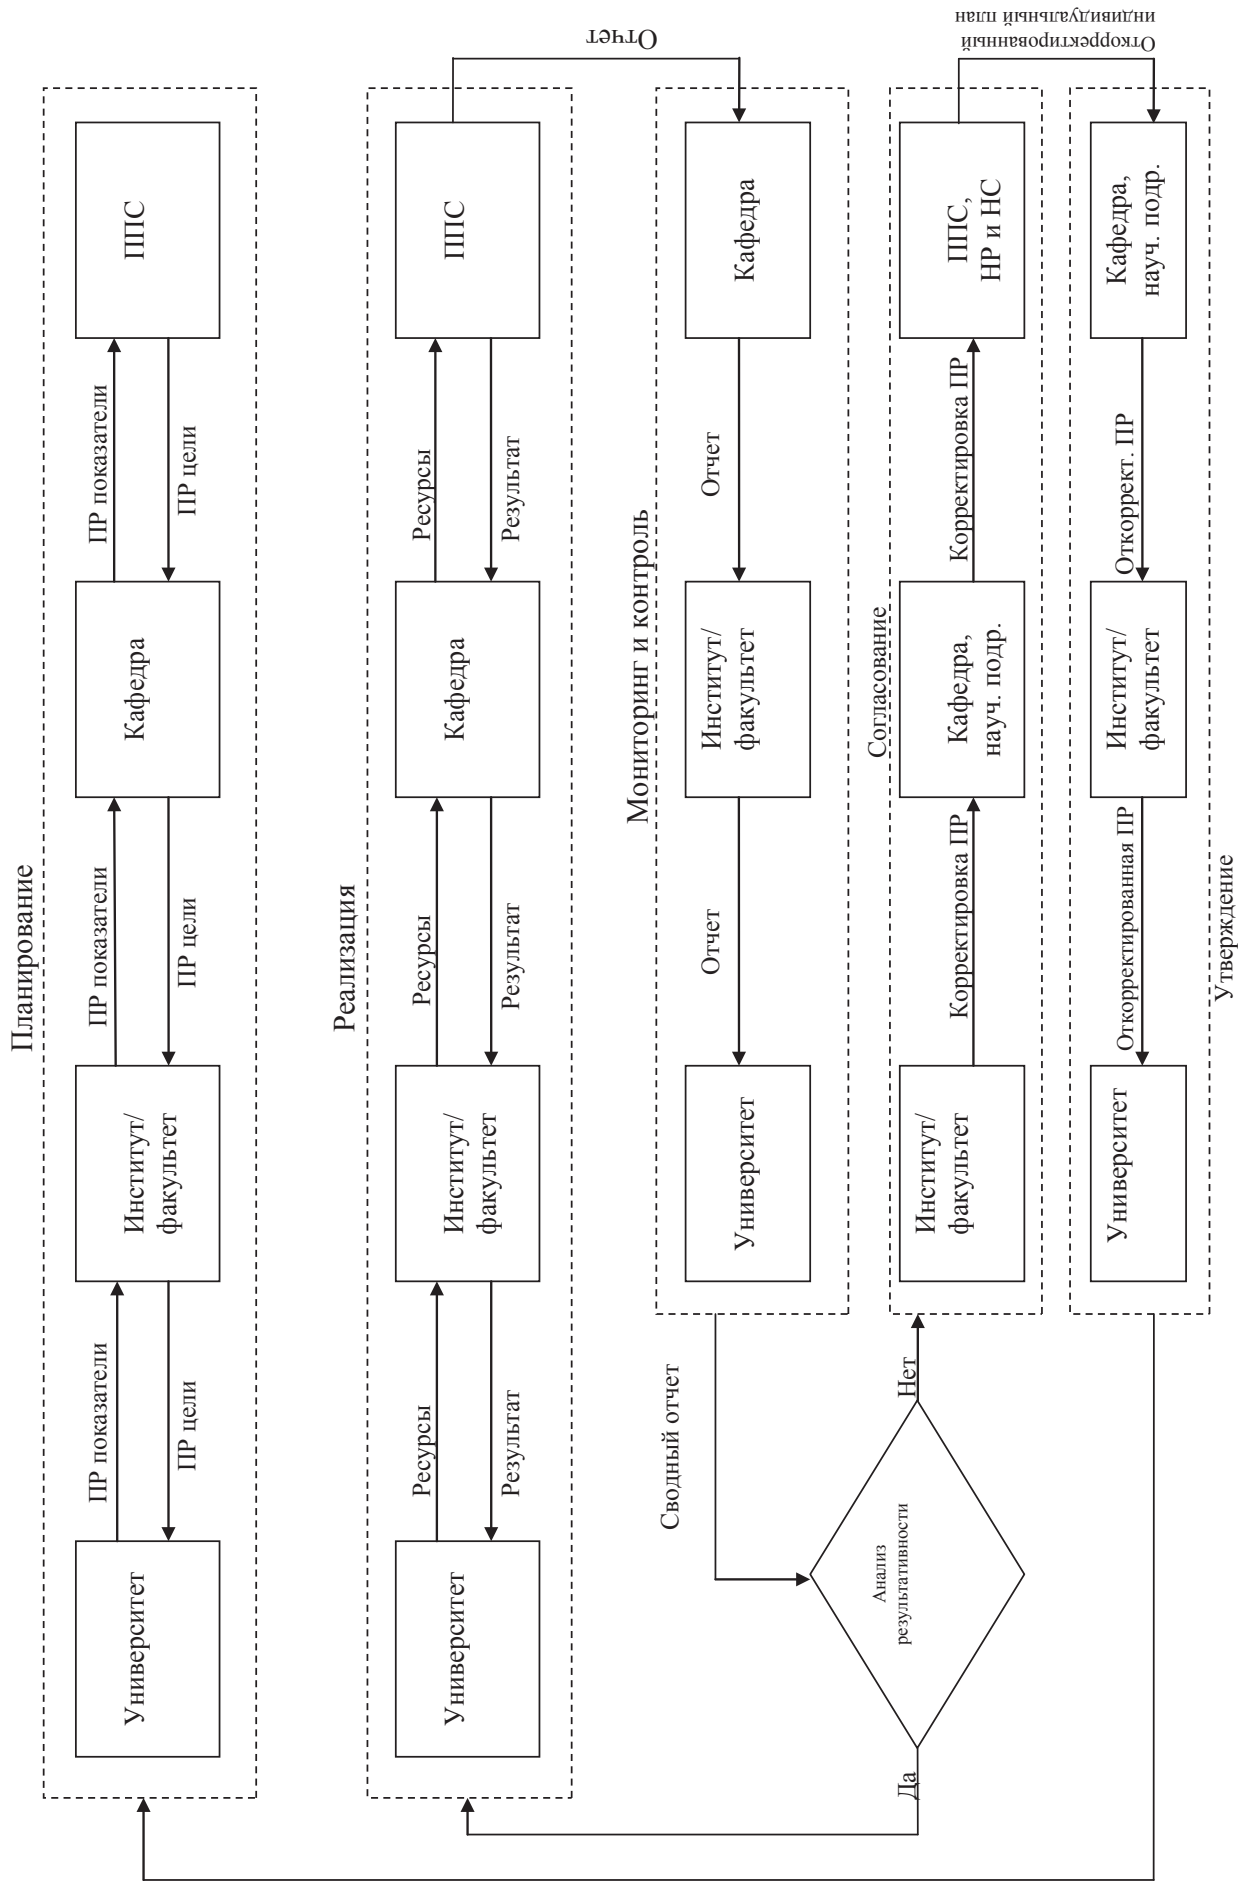 Планирование
Университет
ПР показатели
ПР цели
Институт/
факультет
ПР показатели
ПР цели
Кафедра
ПР показатели
ПР цели
ППС
Реализация
Университет
Ресурсы
Результат
Институт/
факультет
Ресурсы
Результат
Кафедра
Ресурсы
Результат
ППС
Отчет
Мониторинг и контроль
Сводный отчет
Университет
Отчет
Институт/
факультет
Отчет
Кафедра
Да
Анализ
результативности
Нет
Согласование
Институт/
факультет
Корректировка ПР
Кафедра,
науч. подр.
Корректировка ПР
ППС,
НР и НС
Откорректированный
индивидуальный план
Университет
Откорректированная ПР
Институт/
факультет
Откоррект. ПР
Кафедра,
науч. подр.
Утверждение